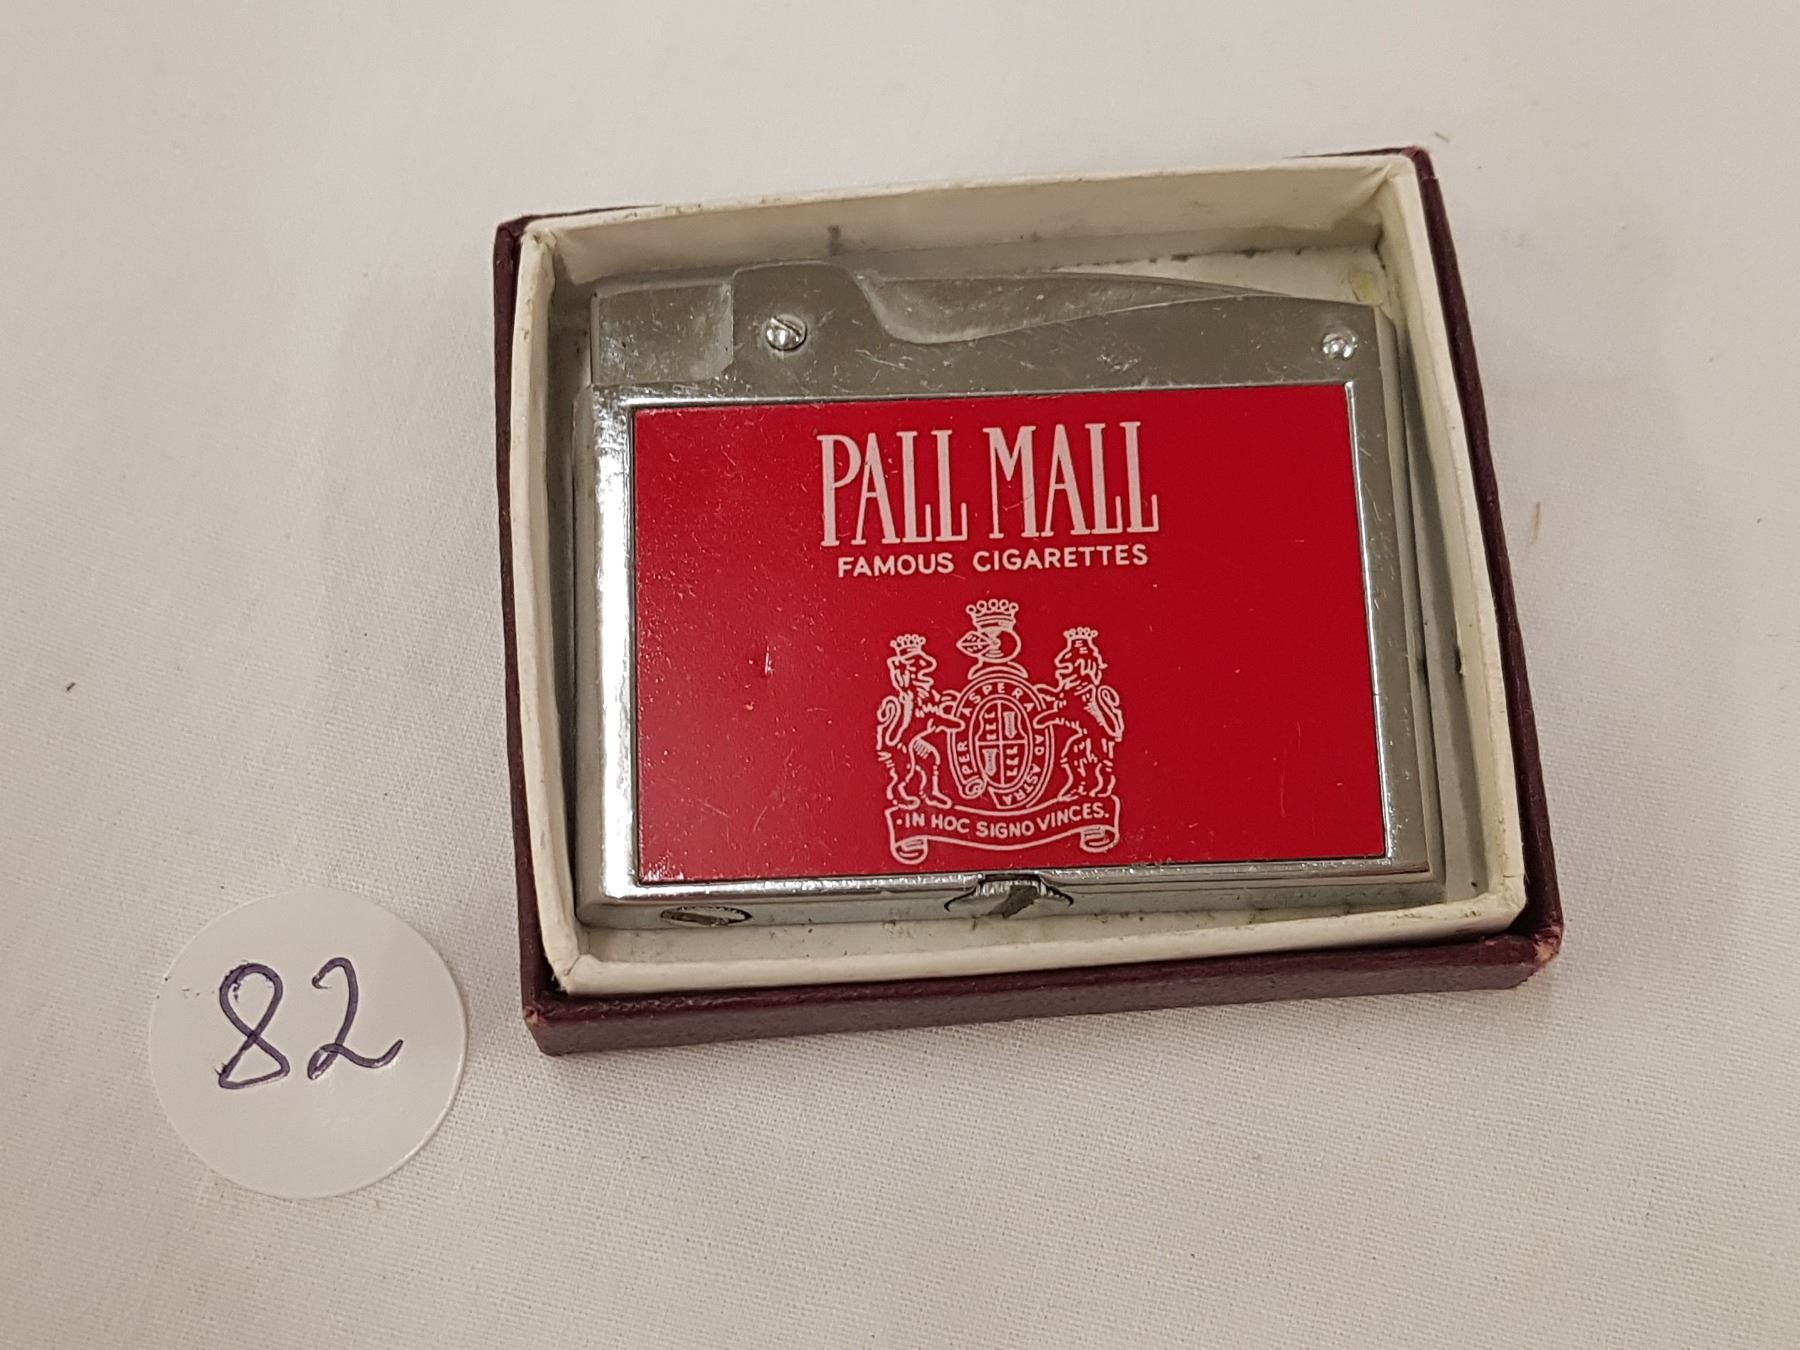 PALL MALL
FAMOUS CIGARETTES
PER ASPERA AD ASTRA
·IN HOC SIGNO VINCES.
82